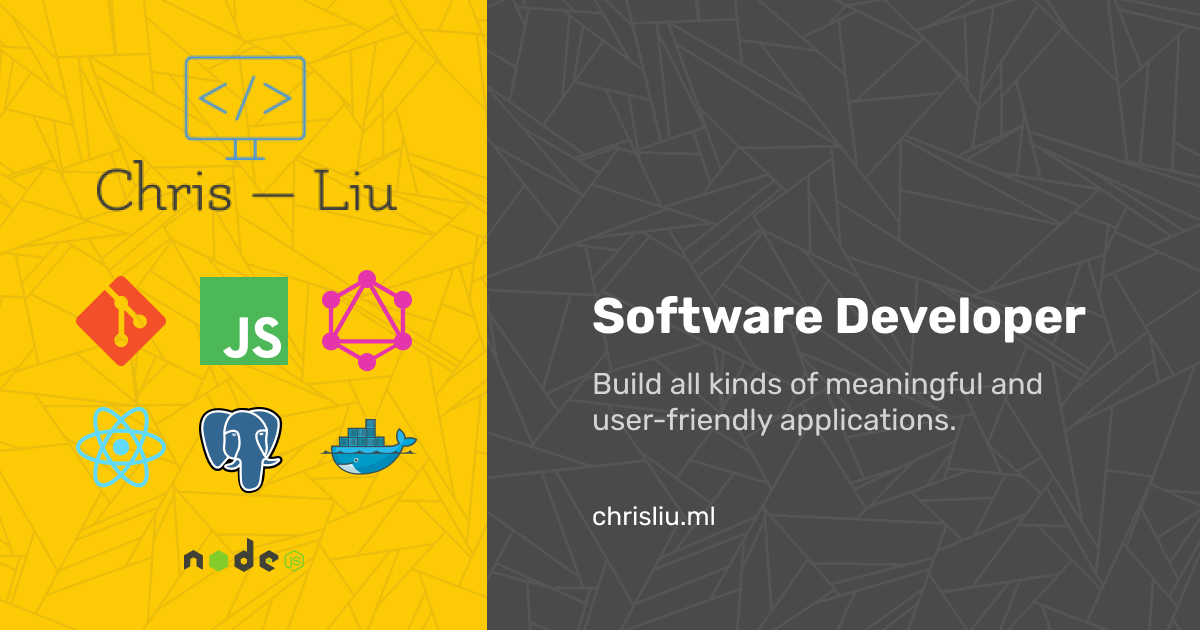 </>
Chris — Liu
JS
node
JS
Software Developer
Build all kinds of meaningful and
user-friendly applications.
chrisliu.ml